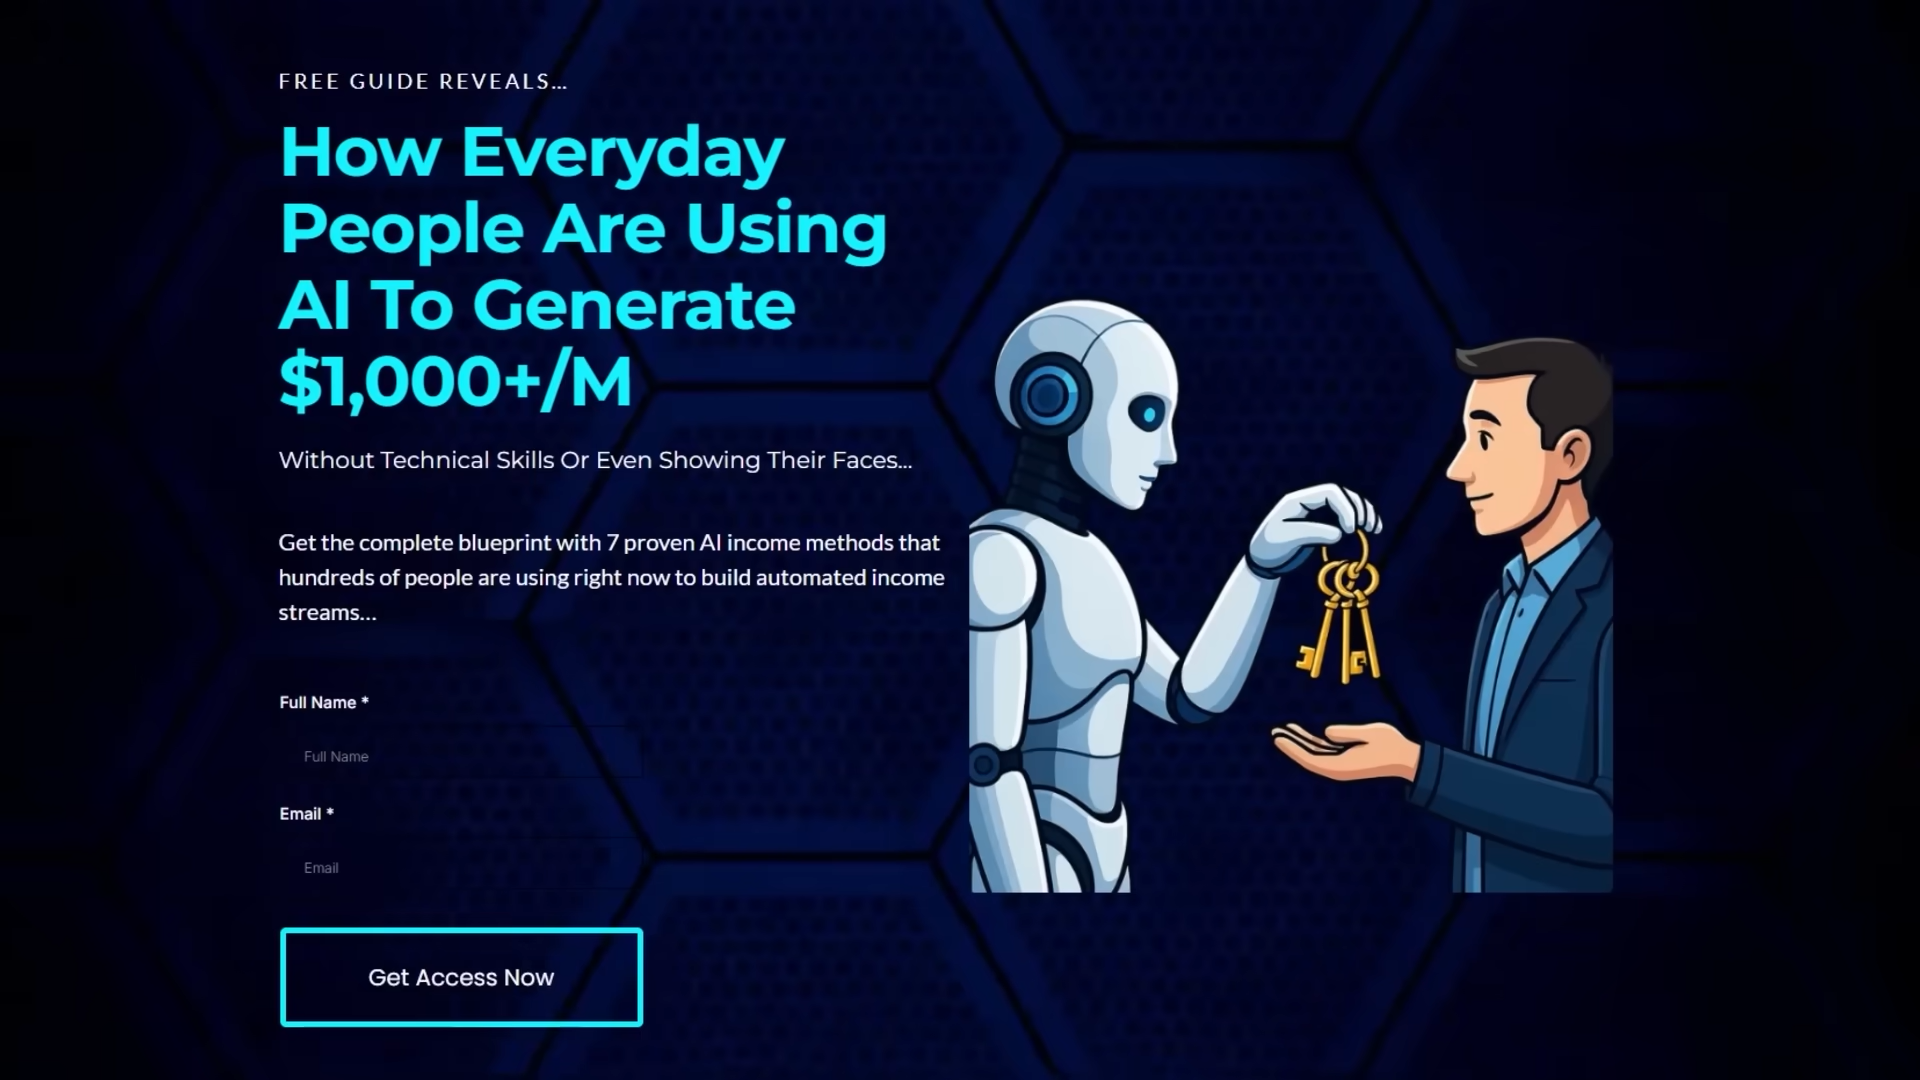 FREE GUIDE REVEALS...
How Everyday
People Are Using
AI To Generate
$1,000+/M
Without Technical Skills Or Even Showing Their Faces...
Get the complete blueprint with 7 proven AI income methods that
hundreds of people are using right now to build automated income
streams...
Full Name *
Full Name
Email *
Email
Get Access Now